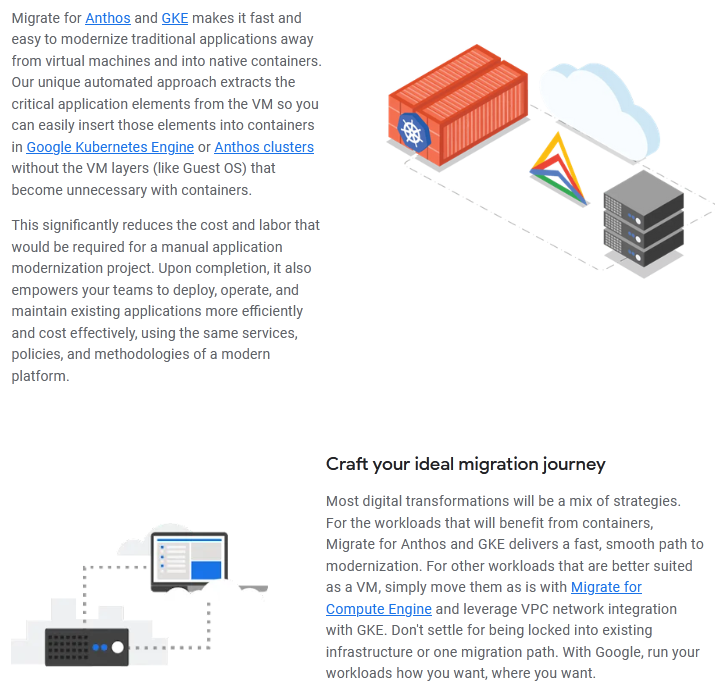 Migrate for Anthos and GKE makes it fast and
easy to modernize traditional applications away
from virtual machines and into native containers.
Our unique automated approach extracts the
critical application elements from the VM so you
can easily insert those elements into containers
in Google Kubernetes Engine or Anthos clusters
without the VM layers (like Guest OS) that
become unnecessary with containers.
This significantly reduces the cost and labor that
would be required for a manual application
modernization project. Upon completion, it also
empowers your teams to deploy, operate, and
maintain existing applications more efficiently
and cost effectively, using the same services,
policies, and methodologies of a modern
platform.
Craft your ideal migration journey
Most digital transformations will be a mix of strategies.
For the workloads that will benefit from containers,
Migrate for Anthos and GKE delivers a fast, smooth path to
modernization. For other workloads that are better suited
as a VM, simply move them as is with Migrate for
Compute Engine and leverage VPC network integration
with GKE. Don't settle for being locked into existing
infrastructure or one migration path. With Google, run your
workloads how you want, where you want.